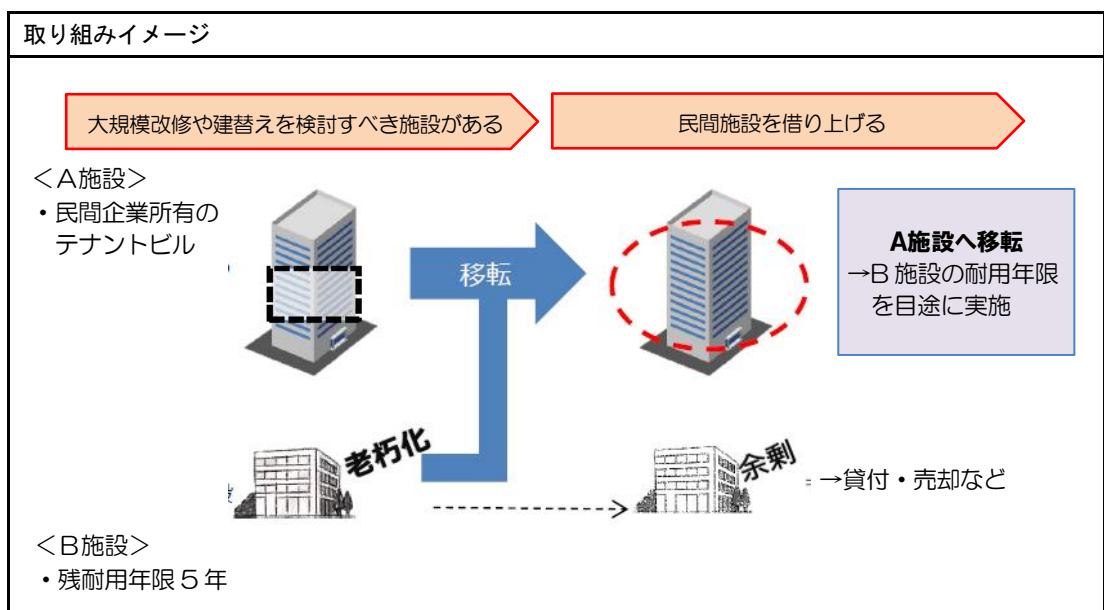 取り組みイメージ
大規模改修や建替えを検討すべき施設がある
民間施設を借り上げる
＜Ａ施設＞
・民間企業所有の
テナントビル
移転
A施設へ移転
→Ｂ施設の耐用年限
を目途に実施
老朽化
余剰
→貸付・売却など
＜Ｂ施設＞
・残耐用年限５年